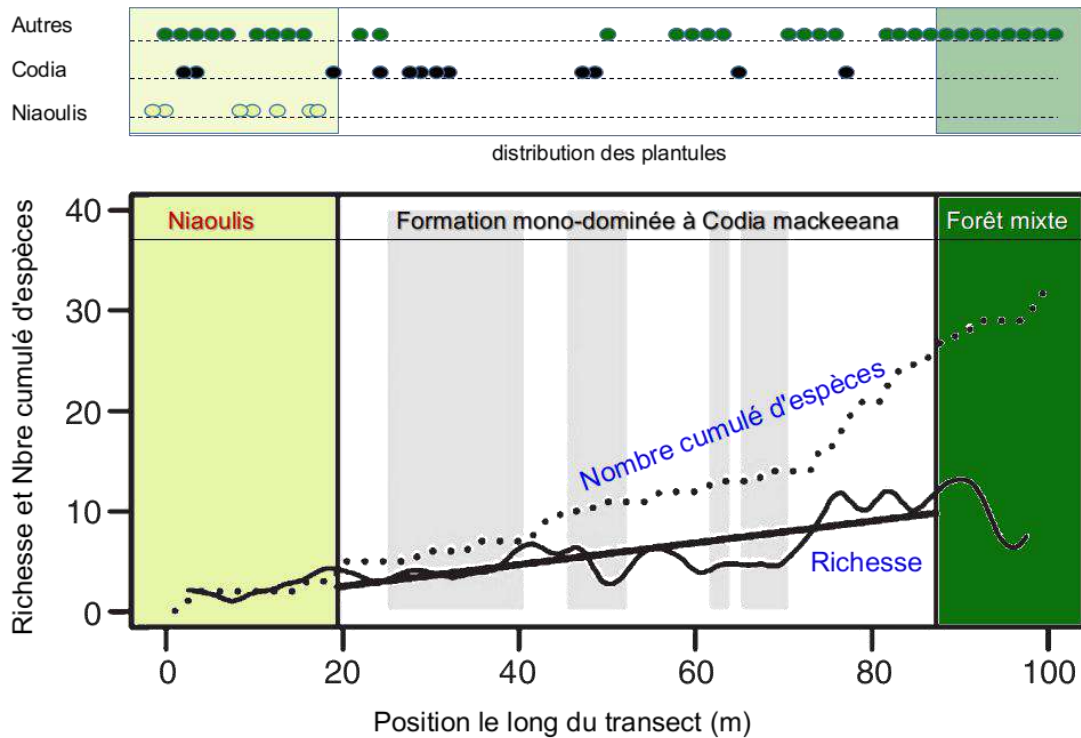 Autres
Codia
Niaoulis
distribution des plantules
Richesse et Nbre cumulé d'espèces
40
30
20
10
0
Niaoulis
Formation mono-dominée à Codia mackeeana
Forêt mixte
Nombre cumulé d'espèces
Richesse
0 20 40 60 80 100
Position le long du transect (m)